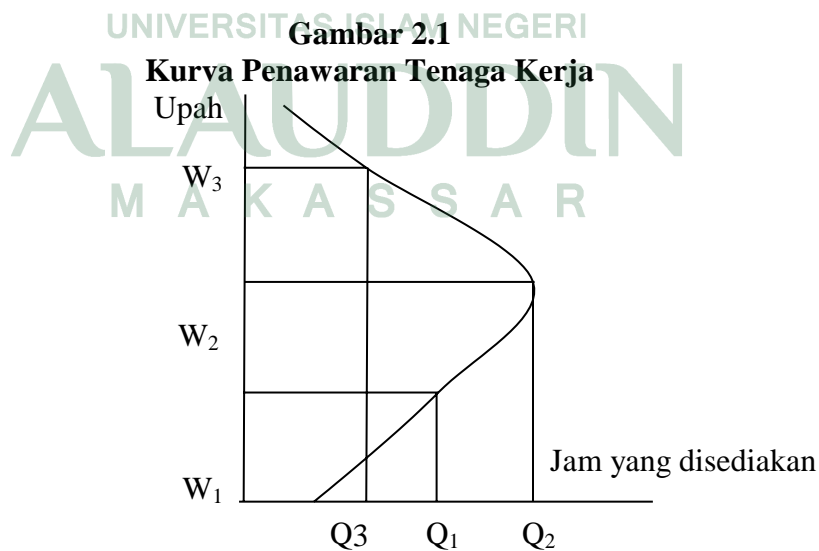 UNIVERSITAS ISLAM NEGERI
Gambar 2.1
Kurva Penawaran Tenaga Kerja
ALAUDDIN
Upah
W₃
MAKASSAR
W₂
Jam yang disediakan
W₁
Q3 Q₁ Q₂